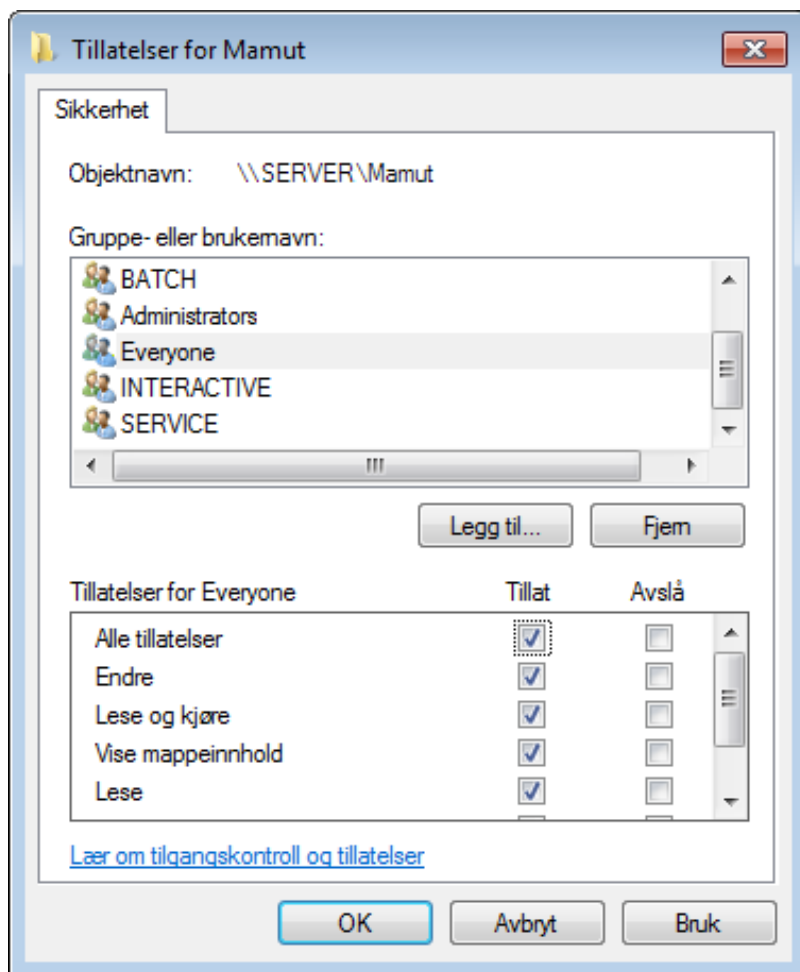 Tillatelser for Mamut
Sikkerhet
Objektnavn: \\SERVER\Mamut
Gruppe- eller brukernavn:
BATCH
Administrators
Everyone
INTERACTIVE
SERVICE
Legg til... Fjern
Tillatelser for Everyone Tillat Avslå
Alle tillatelser
Endre
Lese og kjøre
Vise mappeinnhold
Lese
Lær om tilgangskontroll og tillatelser
OK Avbryt Bruk